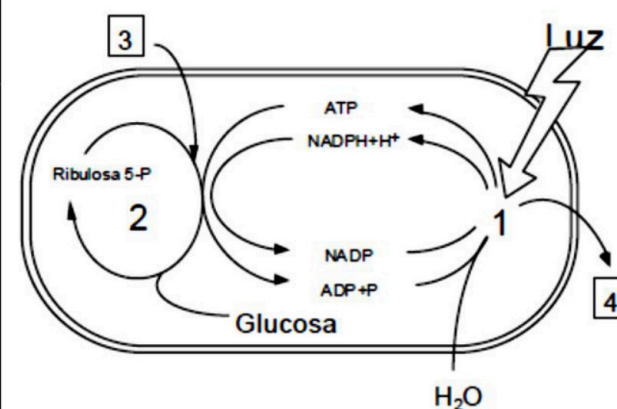 3
Luz
ATP
NADPH+H+
Ribulosa 5-P
2
1
NADP
ADP+P
4
Glucosa
H₂O